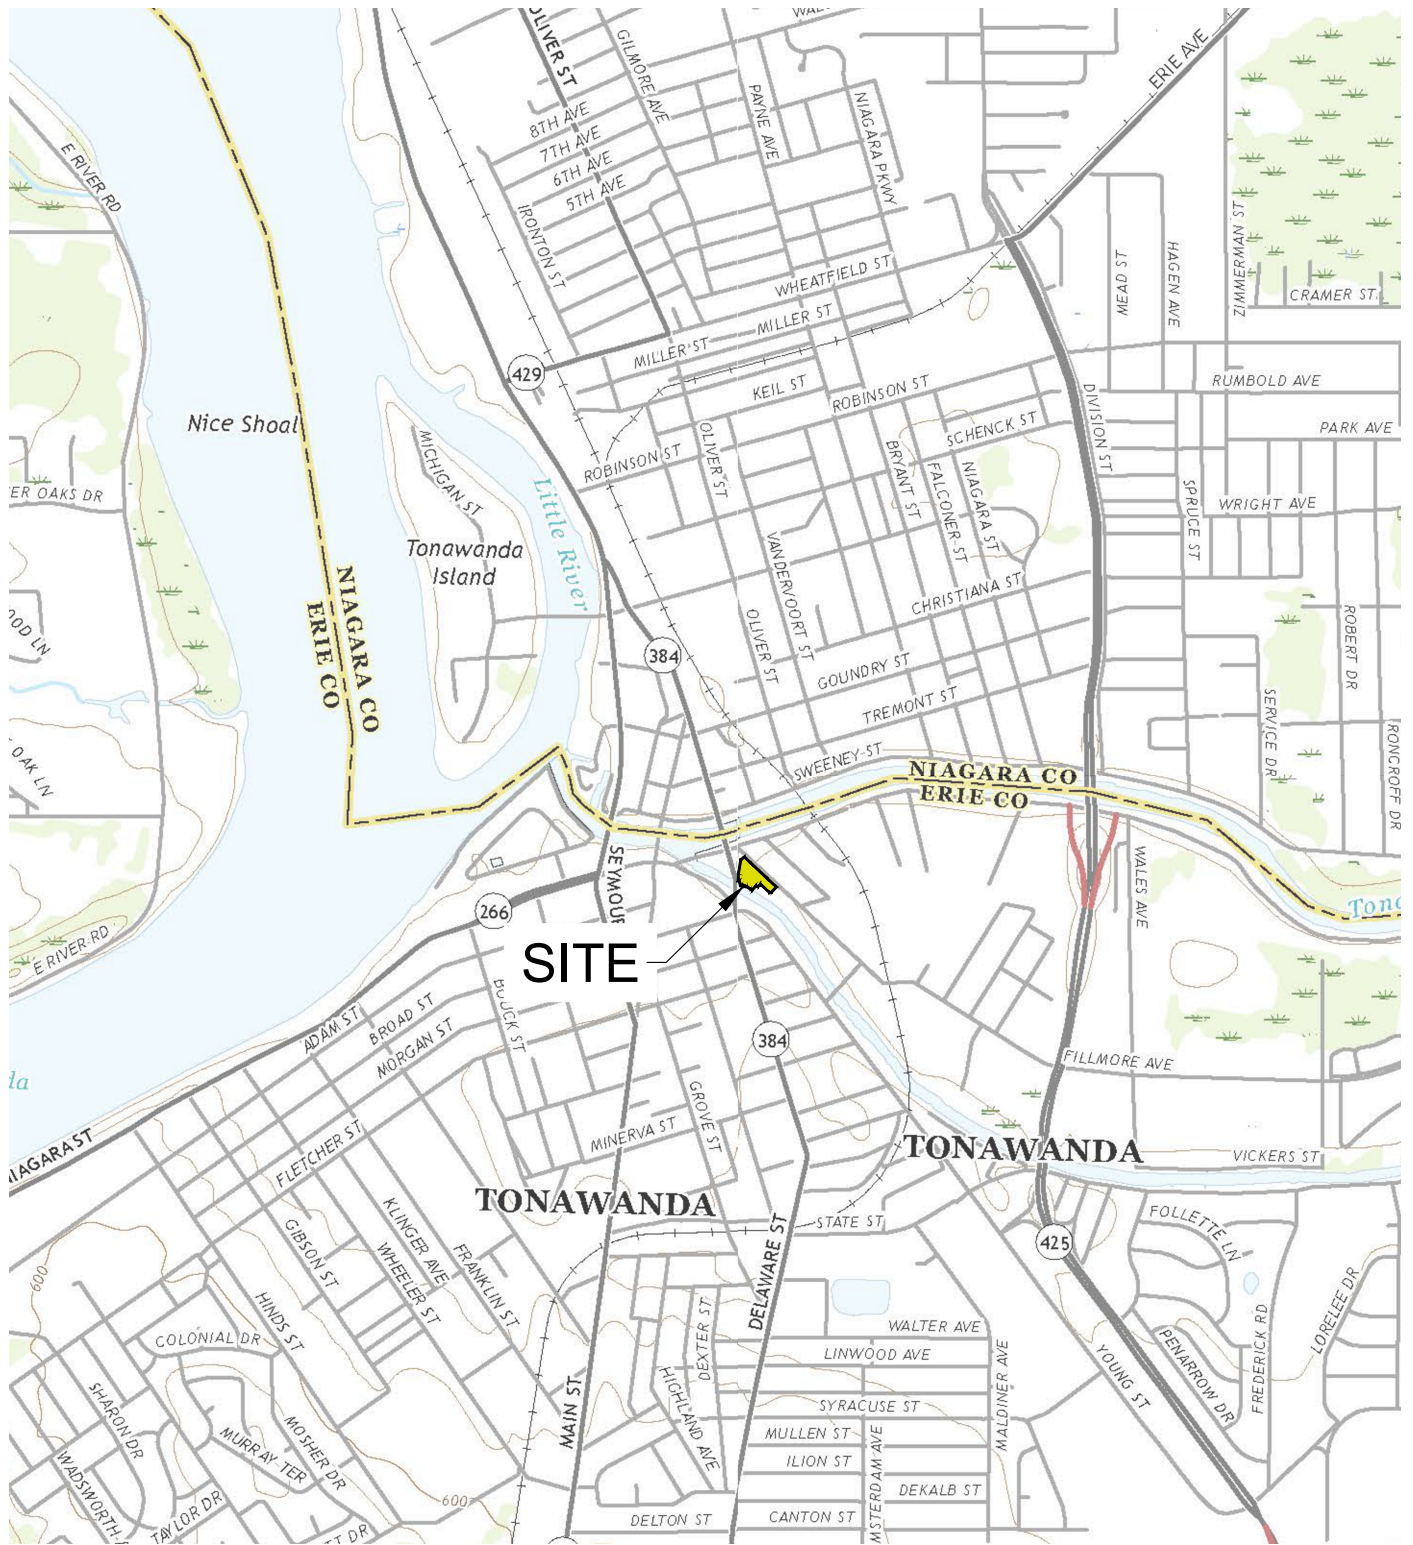 OLIVER ST
GILMORE AVE
ERIE AVE
8TH AVE
7TH AVE
6TH AVE
5TH AVE
PAYNE AVE
NIAGARA PKWY
E RIVER RD
IRONTON ST
WHEATFIELD ST
MEAD ST
HAGEN AVE
ZIMMERMAN ST
CRAMER ST
MILLER ST
MILLER ST
429
KEIL ST
ROBINSON ST
RUMBOLD AVE
DIVISION ST
SCHENCK ST
PARK AVE
Nice Shoal
MICHIGAN ST
ROBINSON ST
OLIVER ST
BRYANT ST
FALCONER ST
NIAGARA ST
SPRUCE ST
WRIGHT AVE
ER OAKS DR
Little River
Tonawanda
Island
VANDERVOORT ST
CHRISTIANA ST
NIAGARA CO
ERIE CO
OLIVER ST
384
GOUNDRY ST
TREMONT ST
ROBERT DR
SERVICE DR
RONCROFT DR
OOD LN
OAK LN
SWEENEY ST
NIAGARA CO
ERIE CO
SEYMOUR
WALES AVE
266
SITE
E RIVER RD
BOUCK ST
ADAM ST
BROAD ST
MORGAN ST
384
FILLMORE AVE
GROVE ST
MINERVA ST
NIAGARA ST
FLETCHER ST
TONAWANDA
VICKERS ST
TONAWANDA
STATE ST
FOLLETTE LN
425
GIBSON ST
KLINGER AVE
WHEELER ST
FRANKLIN ST
DELAWARE ST
600
HINDS ST
COLONIAL DR
DEXTER ST
WALTER AVE
LINWOOD AVE
MALDINER AVE
YOUNG ST
PENARROW DR
FREDERICK RD
LORELEE DR
SHARON DR
MURRAY TER
MOSHER DR
MAIN ST
HIGHLAND AVE
SYRACUSE ST
MULLEN ST
ILION ST
MSTERDAM AVE
DEKALB ST
WADSWORTH
TAYLOR DR
600
DELTON ST
CANTON ST